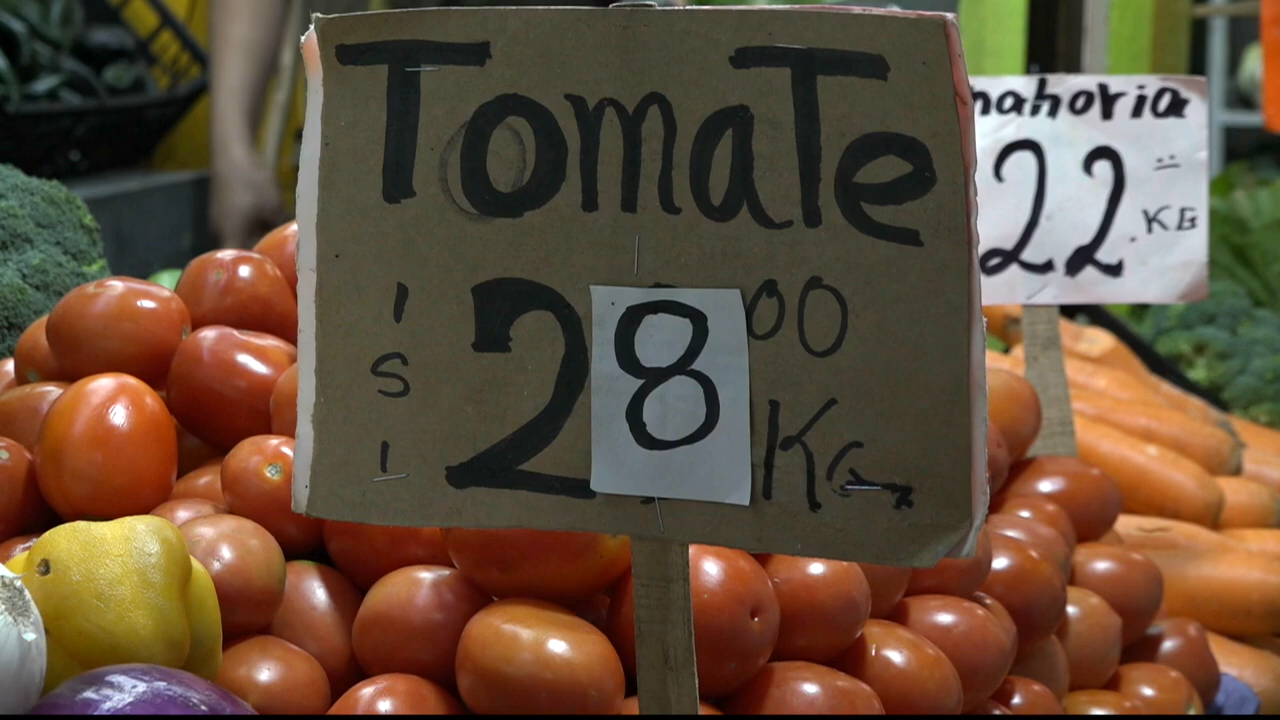 TomaTe
'
s
'
28 00
KG
nahoria
22 =
KG